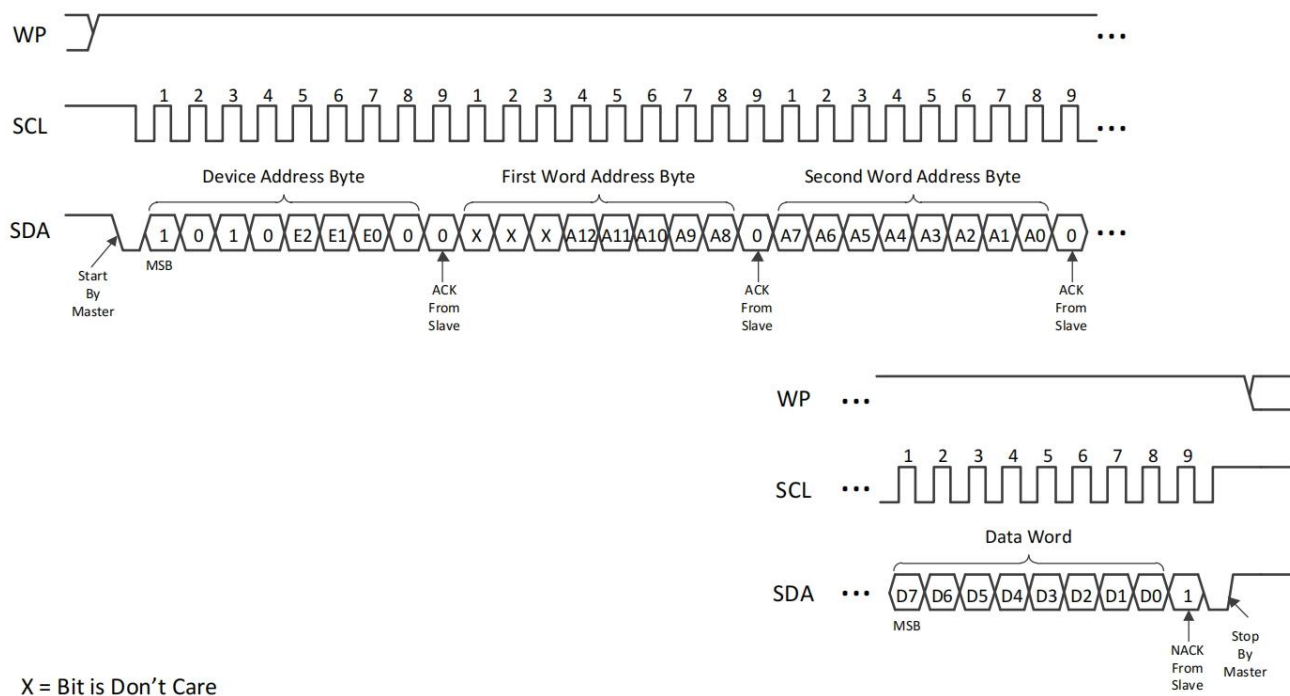 WP
...
1 2 3 4 5 6 7 8 9 1 2 3 4 5 6 7 8 9 1 2 3 4 5 6 7 8 9
SCL
...
Device Address Byte First Word Address Byte Second Word Address Byte
SDA
1 0 1 0 E2 E1 E0 0 0 X X X A12 A11 A10 A9 A8 0 A7 A6 A5 A4 A3 A2 A1 A0 0 ...
MSB
Start
By
Master
ACK
From
Slave
ACK
From
Slave
ACK
From
Slave
WP ...
1 2 3 4 5 6 7 8 9
SCL ...
Data Word
SDA ... D7 D6 D5 D4 D3 D2 D1 D0 1
MSB
NACK
From
Slave
Stop
By
Master
X = Bit is Don't Care